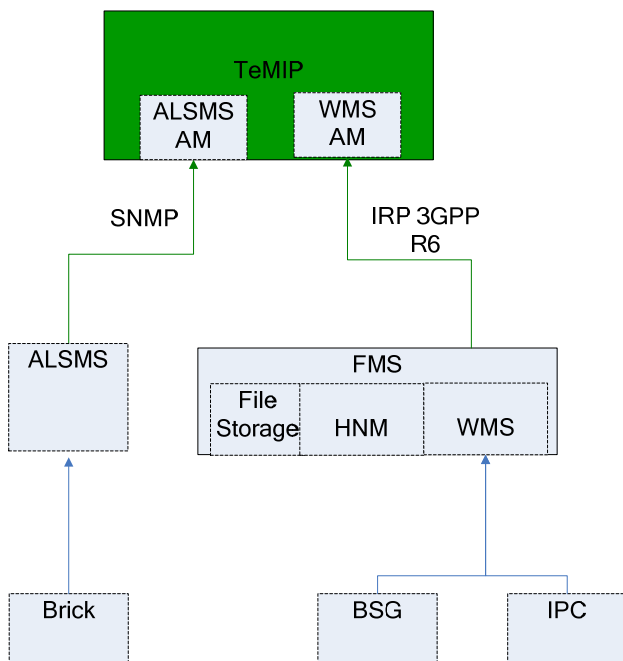 TeMIP
ALSMS
AM
WMS
AM
SNMP
IRP 3GPP
R6
ALSMS
FMS
File
Storage
HNM
WMS
Brick
BSG
IPC